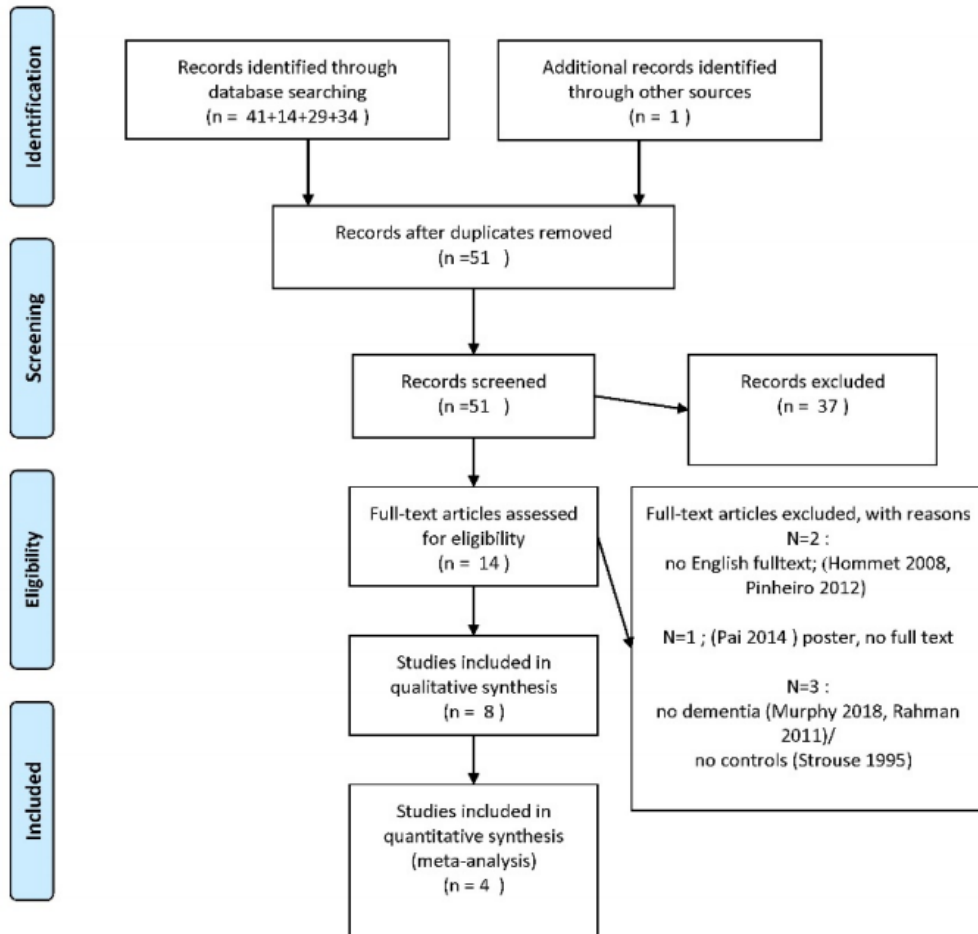 Identification
Records identified through
database searching
(n = 41+14+29+34 )
Additional records identified
through other sources
(n = 1 )
Records after duplicates removed
(n =51 )
Screening
Records screened
(n =51 )
Records excluded
(n = 37 )
Eligibility
Full-text articles assessed
for eligibility
(n = 14 )
Full-text articles excluded, with reasons
N=2 :
no English fulltext; (Hommet 2008,
Pinheiro 2012)
N=1 ; (Pai 2014 ) poster, no full text
N=3 :
no dementia (Murphy 2018, Rahman
2011)/
no controls (Strouse 1995)
Studies included in
qualitative synthesis
(n = 8 )
Included
Studies included in
quantitative synthesis
(meta-analysis)
(n = 4 )